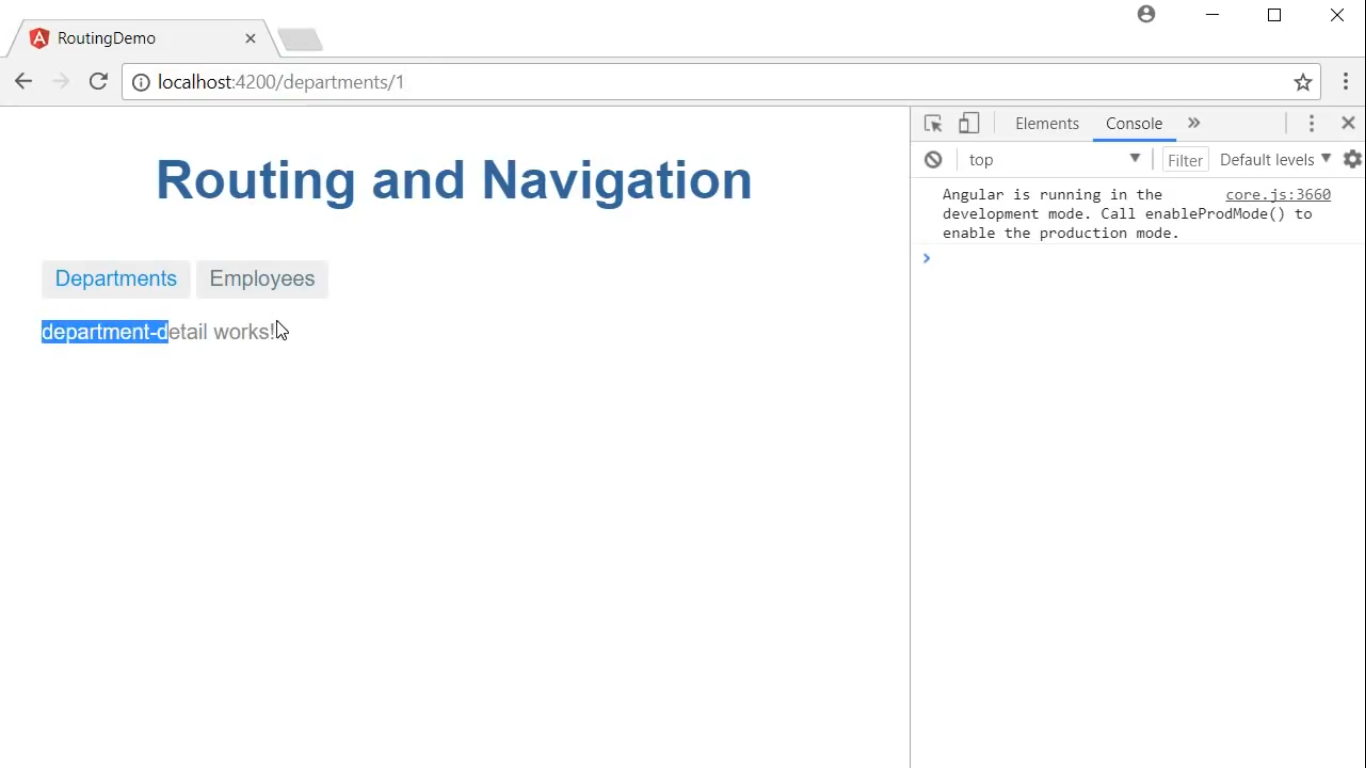 RoutingDemo
localhost:4200/departments/1
Routing and Navigation
Departments Employees
department-detail works!
Elements Console
top Filter Default levels
Angular is running in the core.js:3660
development mode. Call enableProdMode() to
enable the production mode.